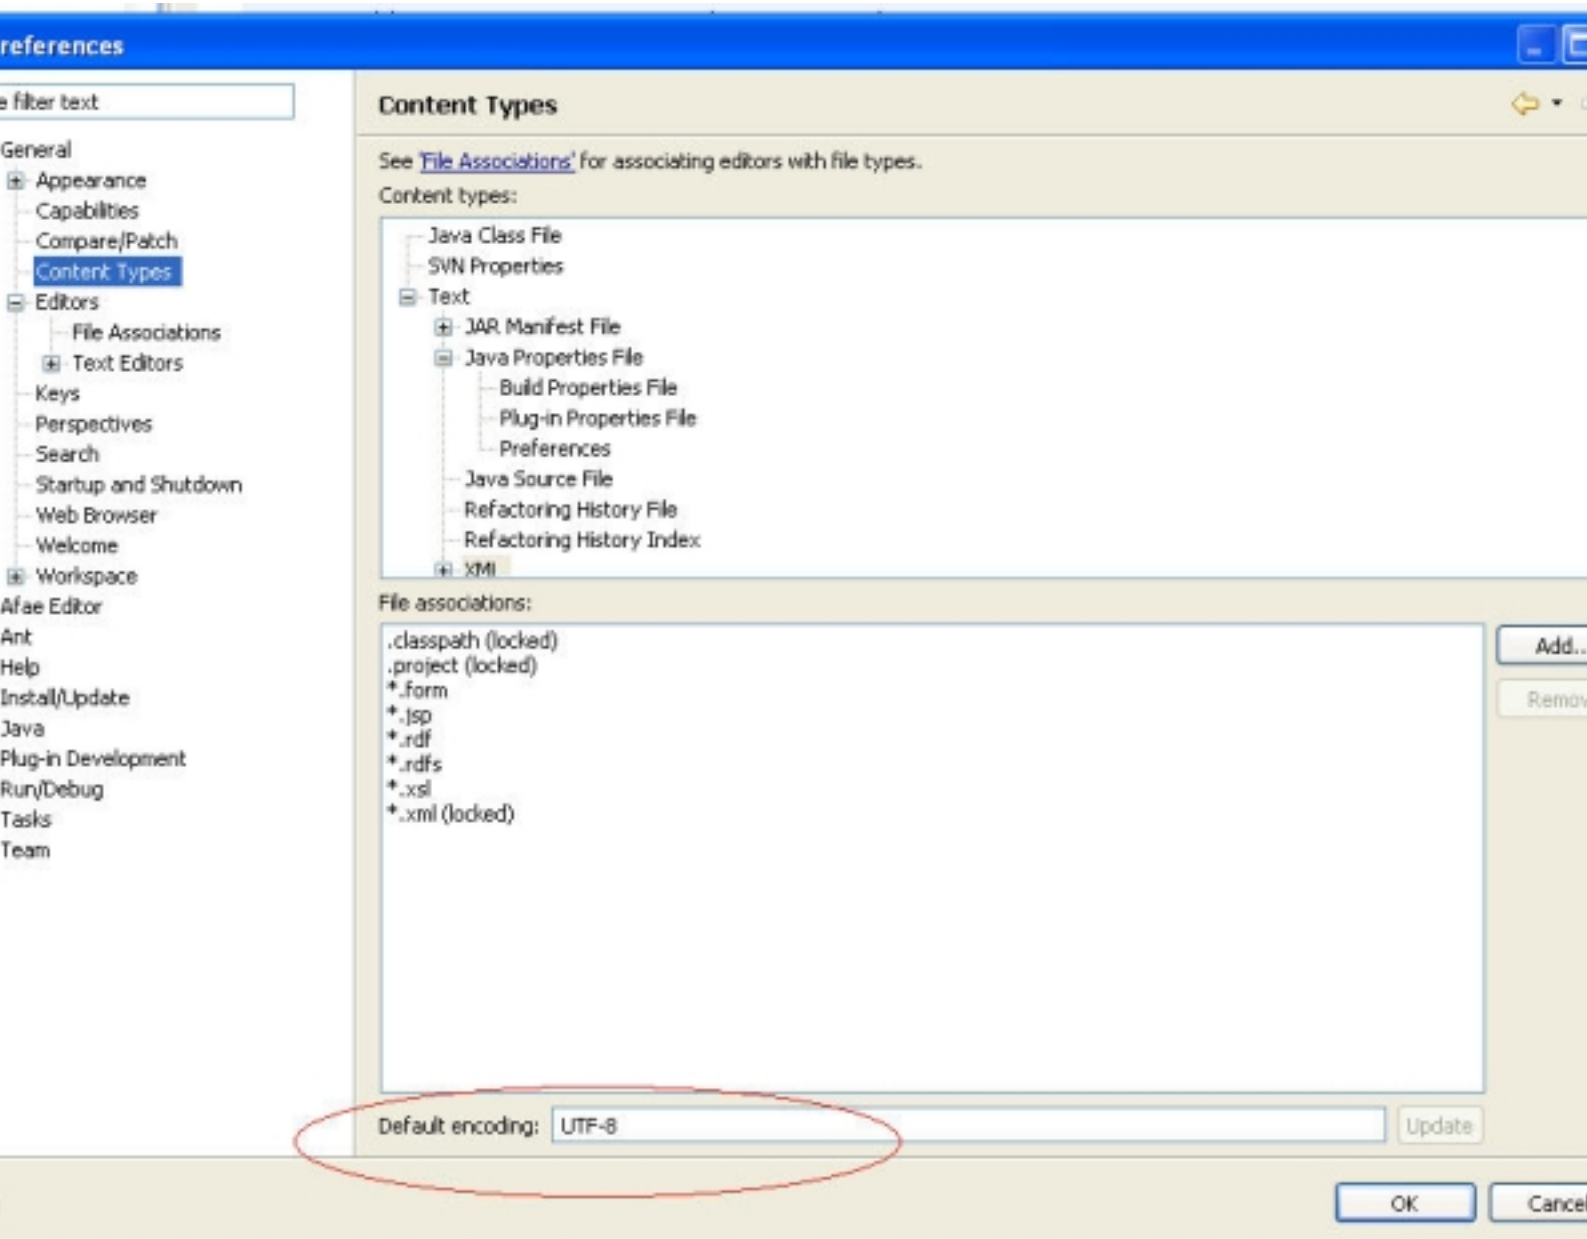 references
e filter text
General
Appearance
Capabilities
Compare/Patch
Content Types
Editors
File Associations
Text Editors
Keys
Perspectives
Search
Startup and Shutdown
Web Browser
Welcome
Workspace
Afae Editor
Ant
Help
Install/Update
Java
Plug-in Development
Run/Debug
Tasks
Team
Content Types
See 'File Associations' for associating editors with file types.
Content types:
Java Class File
SVN Properties
Text
JAR Manifest File
Java Properties File
Build Properties File
Plug-in Properties File
Preferences
Java Source File
Refactoring History File
Refactoring History Index
XML
File associations:
.classpath (locked)
.project (locked)
*.form
*.jsp
*.rdf
*.rdfs
*.xsl
*.xml (locked)
Add...
Remov
Default encoding: UTF-8
Update
OK
Cancel